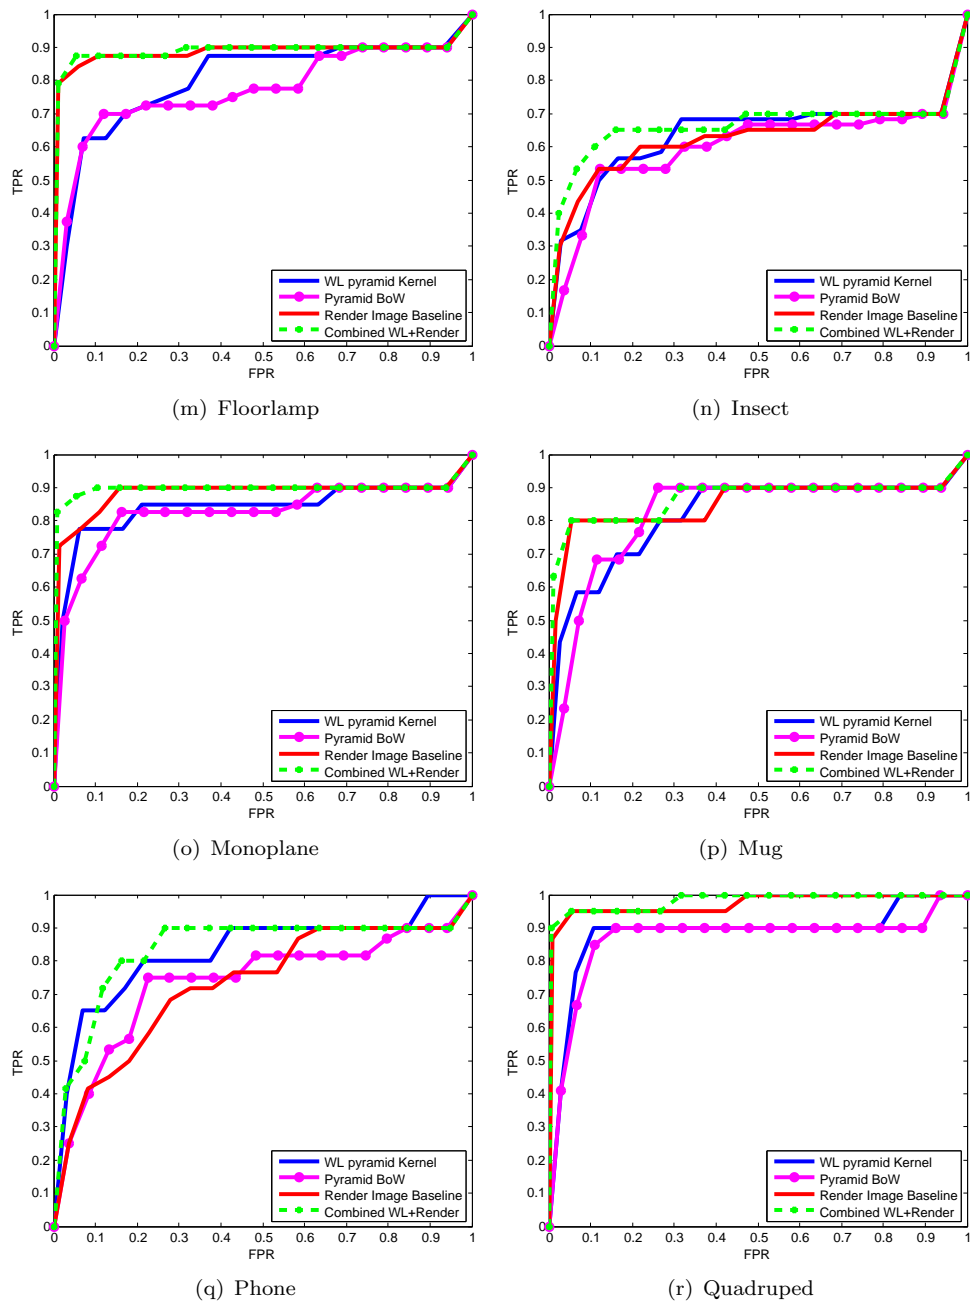 1
0.9
0.8
0.7
0.6
0.5
0.4
0.3
0.2
0.1
0
TPR
0 0.1 0.2 0.3 0.4 0.5 0.6 0.7 0.8 0.9 1
FPR
WL pyramid Kernel
Pyramid BoW
Render Image Baseline
Combined WL+Render
(m) Floorlamp
1
0.9
0.8
0.7
0.6
0.5
0.4
0.3
0.2
0.1
0
TPR
0 0.1 0.2 0.3 0.4 0.5 0.6 0.7 0.8 0.9 1
FPR
WL pyramid Kernel
Pyramid BoW
Render Image Baseline
Combined WL+Render
(n) Insect
1
0.9
0.8
0.7
0.6
0.5
0.4
0.3
0.2
0.1
0
TPR
0 0.1 0.2 0.3 0.4 0.5 0.6 0.7 0.8 0.9 1
FPR
WL pyramid Kernel
Pyramid BoW
Render Image Baseline
Combined WL+Render
(o) Monoplane
1
0.9
0.8
0.7
0.6
0.5
0.4
0.3
0.2
0.1
0
TPR
0 0.1 0.2 0.3 0.4 0.5 0.6 0.7 0.8 0.9 1
FPR
WL pyramid Kernel
Pyramid BoW
Render Image Baseline
Combined WL+Render
(p) Mug
1
0.9
0.8
0.7
0.6
0.5
0.4
0.3
0.2
0.1
0
TPR
0 0.1 0.2 0.3 0.4 0.5 0.6 0.7 0.8 0.9 1
FPR
WL pyramid Kernel
Pyramid BoW
Render Image Baseline
Combined WL+Render
(q) Phone
1
0.9
0.8
0.7
0.6
0.5
0.4
0.3
0.2
0.1
0
TPR
0 0.1 0.2 0.3 0.4 0.5 0.6 0.7 0.8 0.9 1
FPR
WL pyramid Kernel
Pyramid BoW
Render Image Baseline
Combined WL+Render
(r) Quadruped